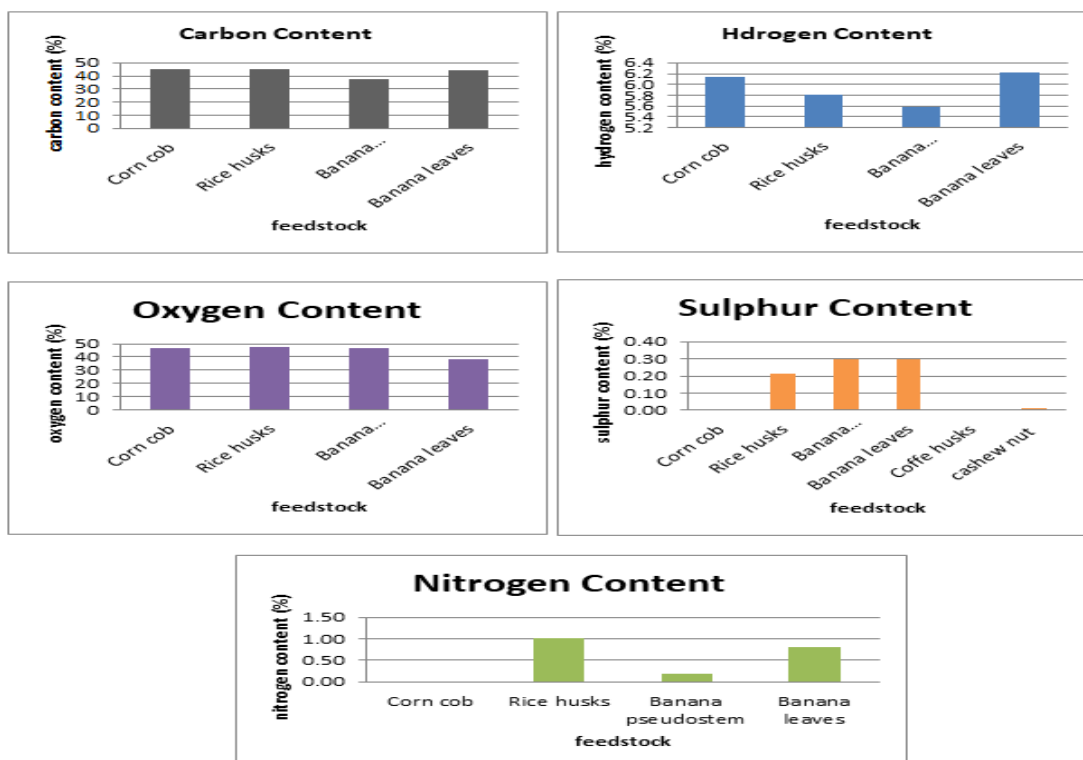 Carbon Content
carbon content (%)
50
40
30
20
10
0
Corn cob
Rice husks
Banana...
Banana leaves
feedstock
Hdrogen Content
hydrogen content (%)
6.4
6.2
6.0
5.8
5.6
5.4
5.2
Corn cob
Rice husks
Banana...
Banana leaves
feedstock
Oxygen Content
oxygen content (%)
50
40
30
20
10
0
Corn cob
Rice husks
Banana...
Banana leaves
feedstock
Sulphur Content
sulphur content (%)
0.40
0.30
0.20
0.10
0.00
Corn cob
Rice husks
Banana...
Banana leaves
Coffe husks
cashew nut
feedstock
Nitrogen Content
nitrogen content (%)
1.50
1.00
0.50
0.00
Corn cob
Rice husks
Banana
pseudostem
Banana
leaves
feedstock